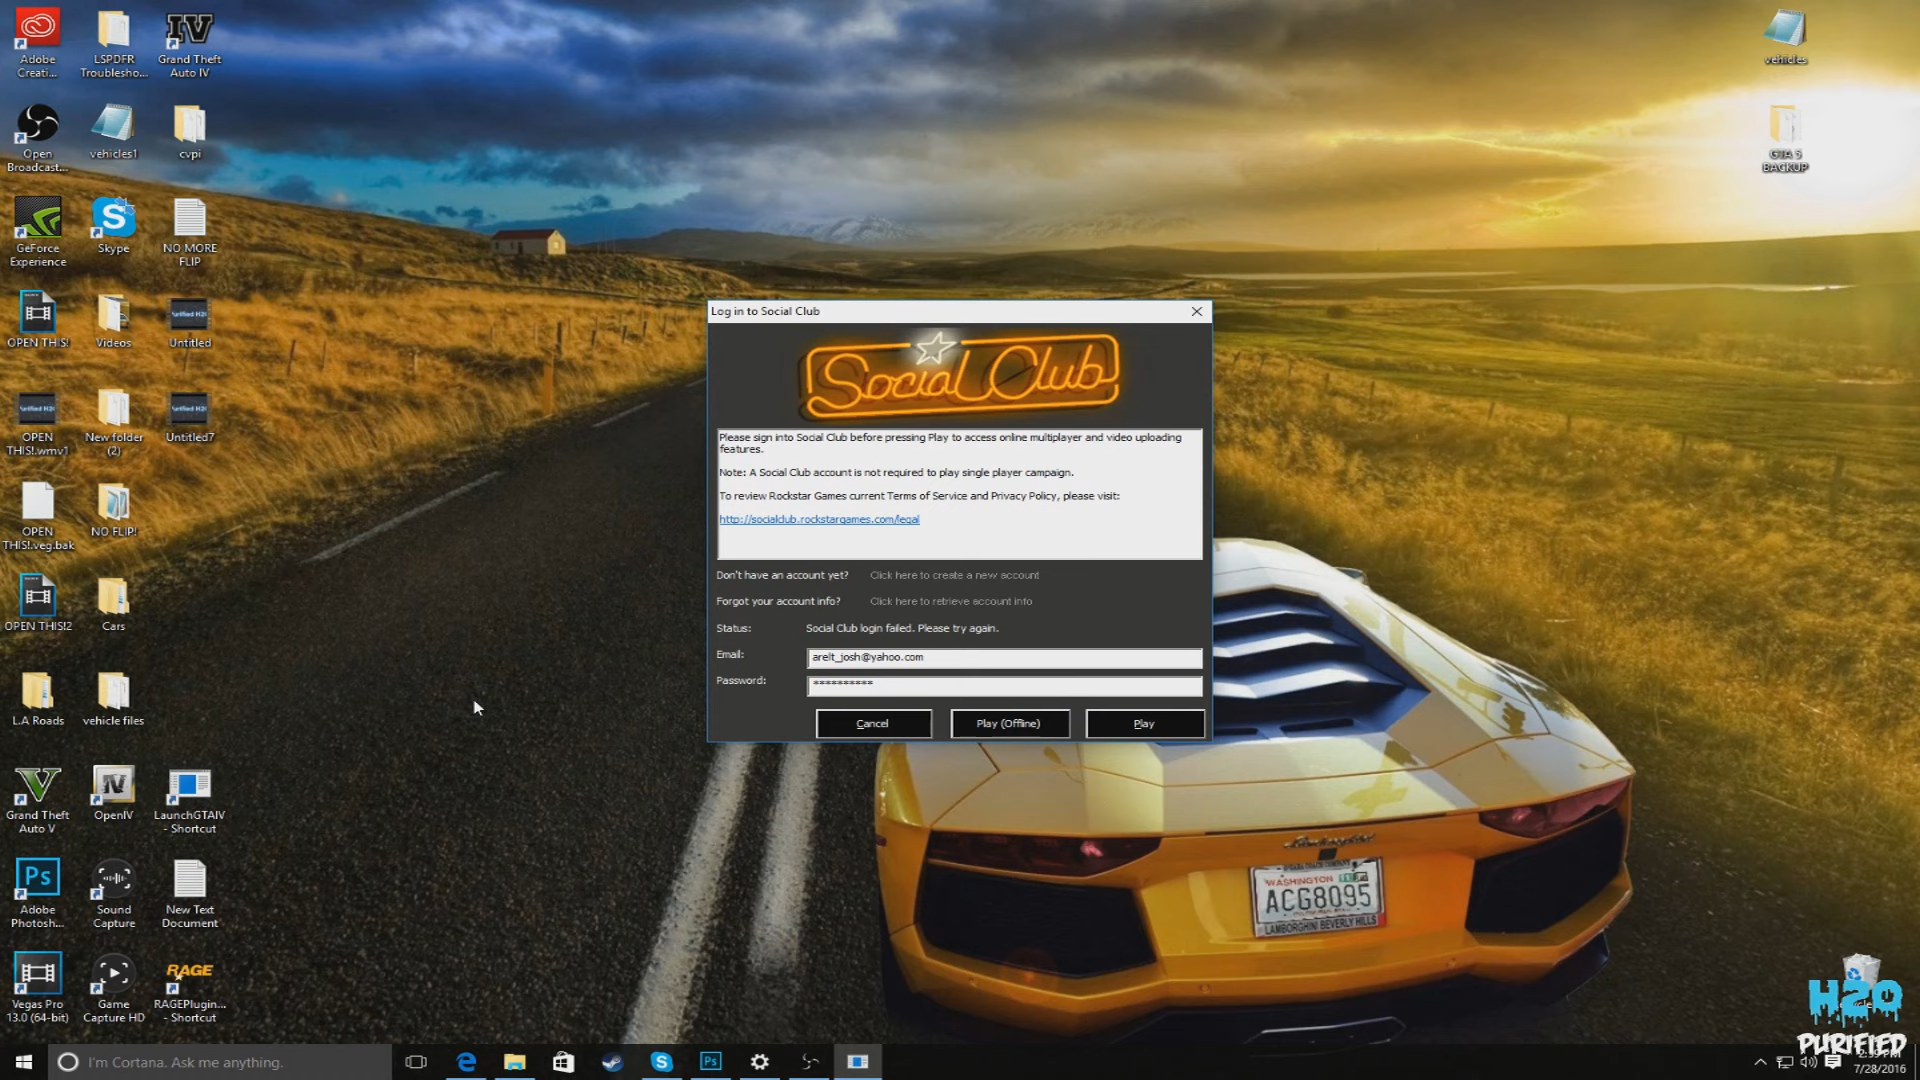 Adobe
Creati...
LSPDFR
Troublesho...
IV
Grand Theft
Auto IV
vehicles
Open
Broadcast...
vehicles1
cvpi
GTA 5
BACKUP
GeForce
Experience
Skype
NO MORE
FLIP
OPEN THIS!
Videos
Untitled
OPEN
THIS!.wmv1
New folder
(2)
Untitled7
OPEN
THIS!.veg.bak
NO FLIP!
OPEN THIS!2
Cars
L.A Roads
vehicle files
Grand Theft
Auto V
OpenIV
LaunchGTAIV
- Shortcut
Ps
Adobe
Photosh...
Sound
Capture
New Text
Document
Vegas Pro
13.0 (64-bit)
Game
Capture HD
RAGE
RAGEPlugin...
- Shortcut
Log in to Social Club
Social Club
Please sign into Social Club before pressing Play to access online multiplayer and video uploading
features.
Note: A Social Club account is not required to play single player campaign.
To review Rockstar Games current Terms of Service and Privacy Policy, please visit:
http://socialclub.rockstargames.com/legal
Don't have an account yet? Click here to create a new account
Forgot your account info? Click here to retrieve account info
Status: Social Club login failed. Please try again.
Email: arelt_josh@yahoo.com
Password: **********
Cancel
Play (Offline)
Play
Lamborghini
WASHINGTON
ACG8095
LAMBORGHINI BEVERLY HILLS
H2O
PURIFIED
I'm Cortana. Ask me anything.
Ps
7/28/2016